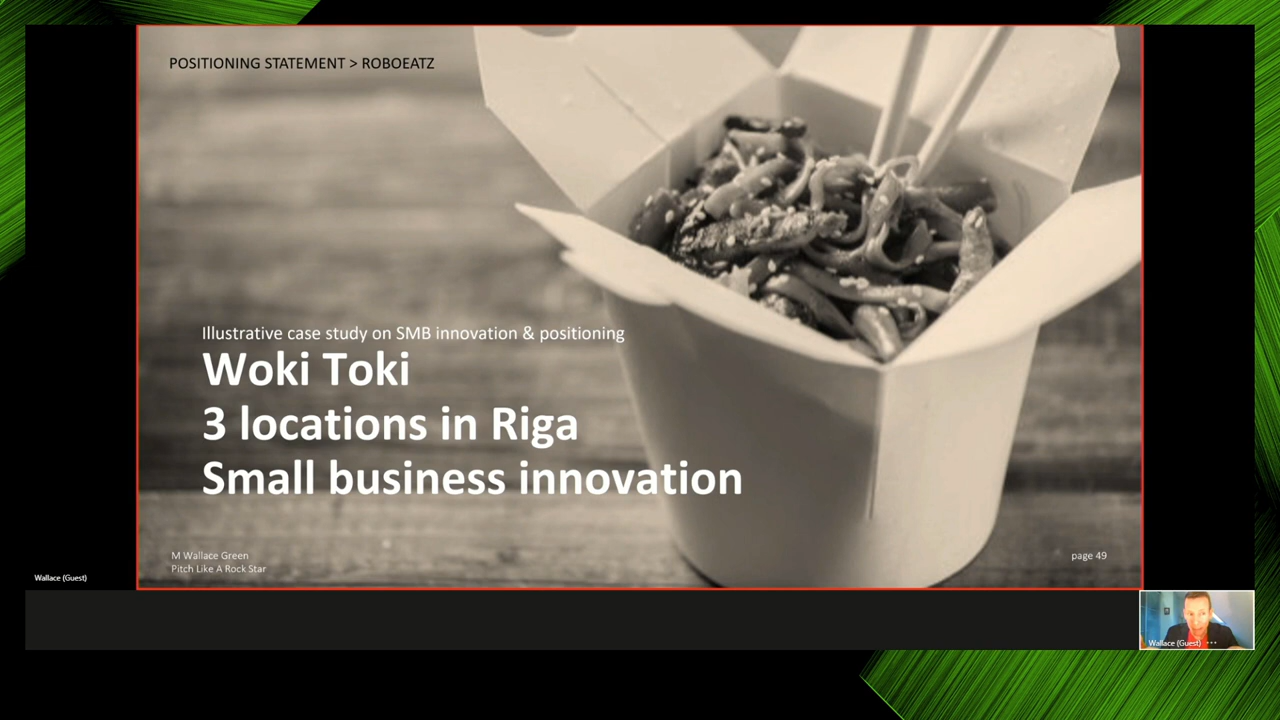 POSITIONING STATEMENT > ROBOEATZ
Illustrative case study on SMB innovation & positioning
Woki Toki
3 locations in Riga
Small business innovation
M Wallace Green
Pitch Like A Rock Star
page 49
Wallace (Guest)
Wallace (Guest)